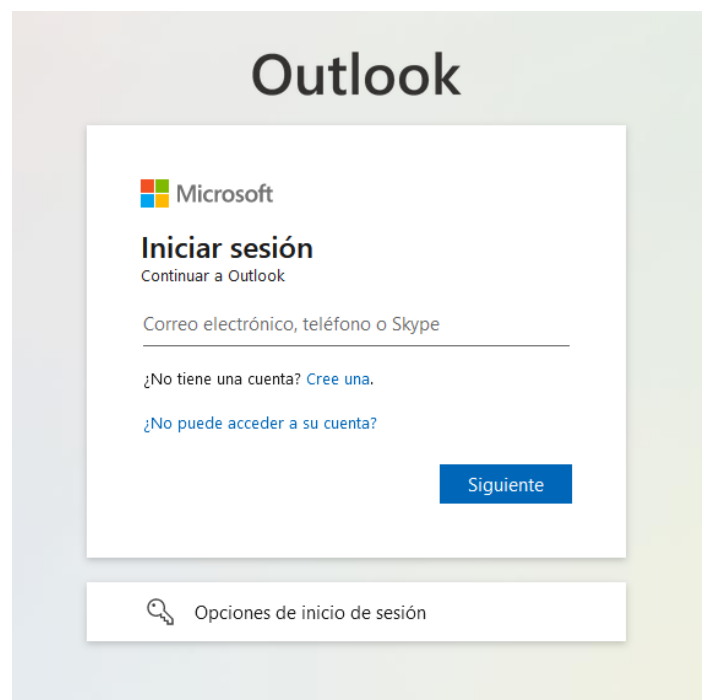 Outlook
Microsoft
Iniciar sesión
Continuar a Outlook
Correo electrónico, teléfono o Skype
¿No tiene una cuenta? Cree una.
¿No puede acceder a su cuenta?
Siguiente
Opciones de inicio de sesión